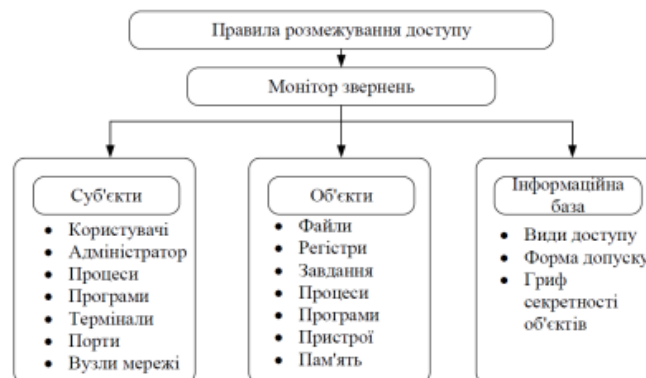 Правила розмежування доступу
Монітор звернень
Суб'єкти
• Користувачі
• Адміністратор
• Процеси
• Програми
• Термінали
• Порти
• Вузли мережі
Об'єкти
• Файли
• Регістри
• Завдання
• Процеси
• Програми
• Пристрої
• Пам'ять
Інформаційна
база
• Види доступу
• Форма допуску
• Гриф
секретності
об'єктів